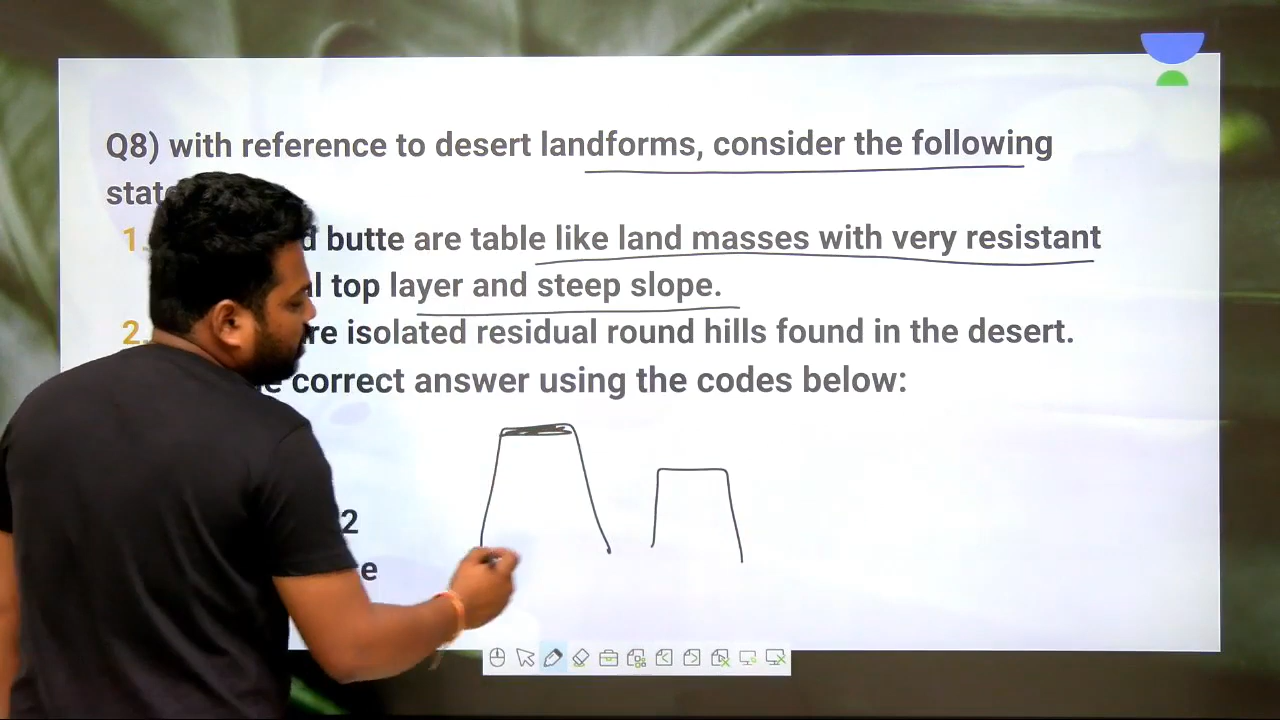 Q8) with reference to desert landforms, consider the following
state
1. d butte are table like land masses with very resistant
l top layer and steep slope.
2. re isolated residual round hills found in the desert.
e correct answer using the codes below:
2
e